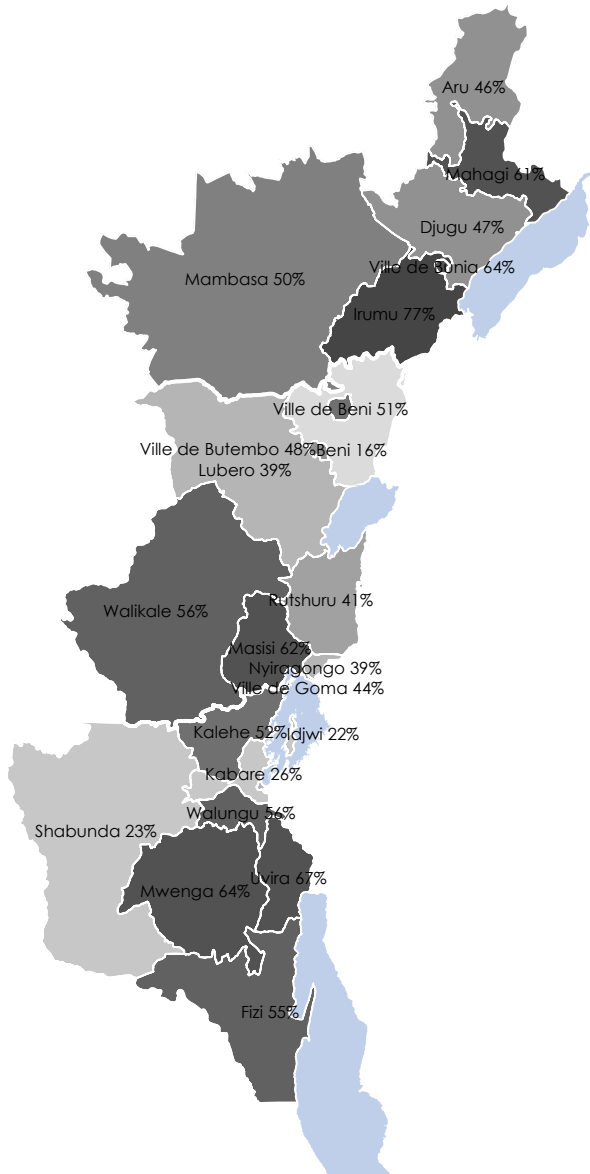 Aru 46%
Mahagi 61%
Djugu 47%
Ville de Bunia 64%
Mambasa 50%
Irumu 77%
Ville de Beni 51%
Ville de Butembo 48%
Beni 16%
Lubero 39%
Rutshuru 41%
Walikale 56%
Masisi 62%
Nyiragongo 39%
Ville de Goma 44%
Kalehe 52%
Idjwi 22%
Kabare 26%
Walungu 56%
Shabunda 23%
Uvira 67%
Mwenga 64%
Fizi 55%